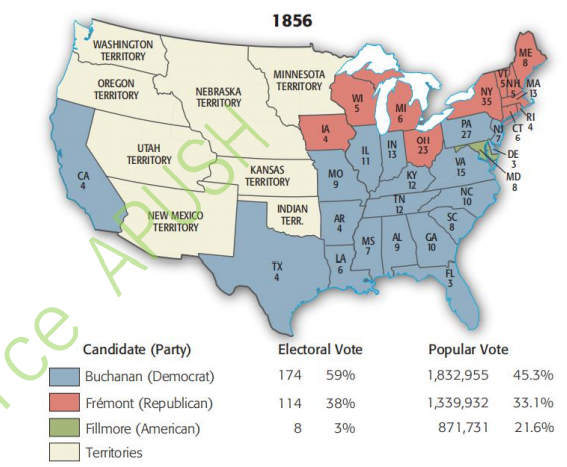 1856
WASHINGTON
TERRITORY
OREGON
TERRITORY
NEBRASKA
TERRITORY
MINNESOTA
TERRITORY
UTAH
TERRITORY
KANSAS
TERRITORY
NEW MEXICO
TERRITORY
INDIAN
TERR.
CA
4
TX
4
WI
5
IA
4
MI
6
IL
11
IN
13
OH
23
MO
9
KY
12
TN
12
AR
4
LA
6
MS
7
AL
9
GA
10
FL
3
SC
8
NC
10
VA
15
PA
27
NY
35
VT
5
NH
5
ME
8
MA
13
RI
4
CT
6
NJ
7
DE
3
MD
8
ce APUSH
Candidate (Party) Electoral Vote Popular Vote
Buchanan (Democrat) 174 59% 1,832,955 45.3%
Frémont (Republican) 114 38% 1,339,932 33.1%
Fillmore (American) 8 3% 871,731 21.6%
Territories